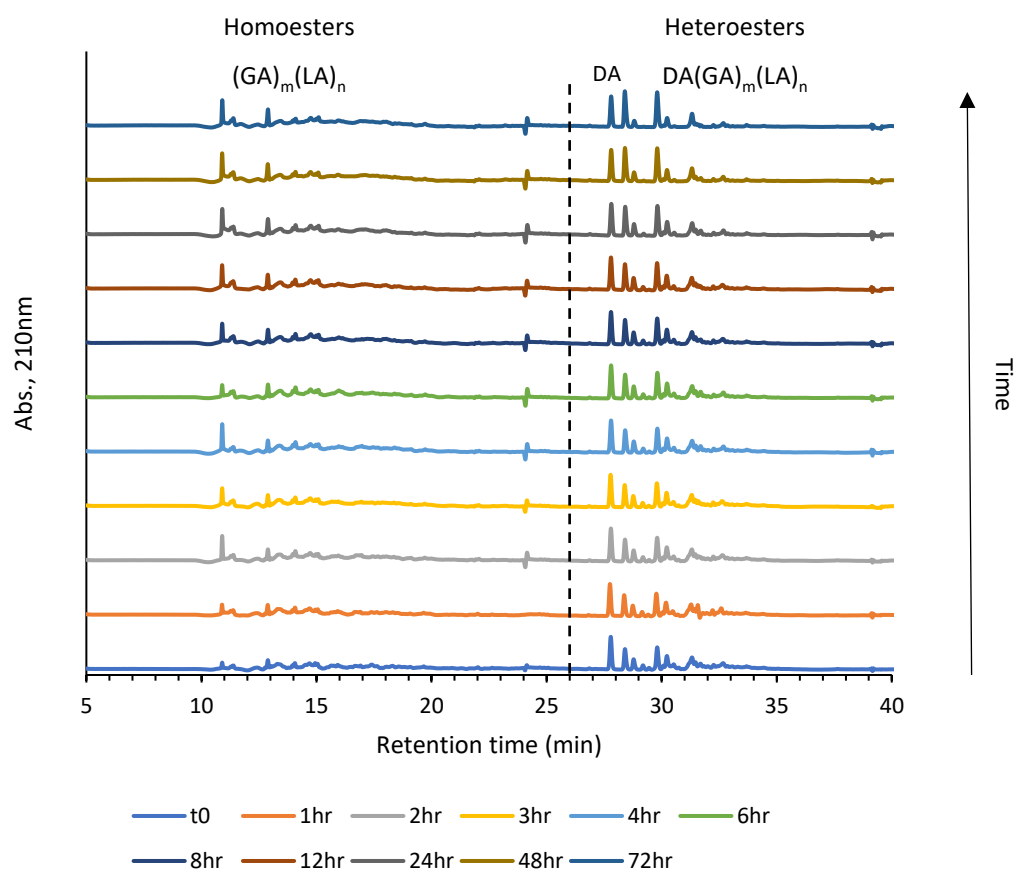 Homoesters Heteroesters
(GA)m(LA)n DA DA(GA)m(LA)n
Abs., 210nm
Time
5 10 15 20 25 30 35 40
Retention time (min)
t0 1hr 2hr 3hr 4hr 6hr
8hr 12hr 24hr 48hr 72hr